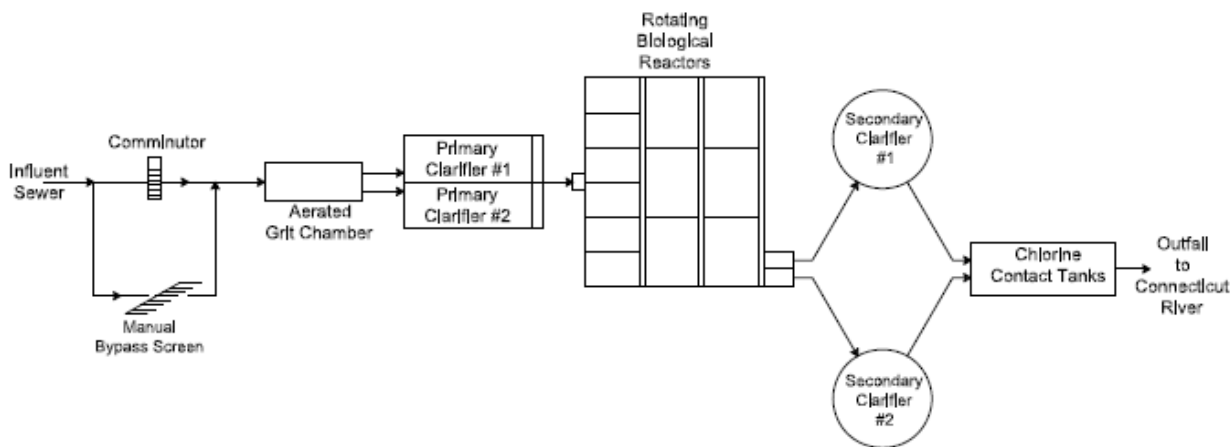 Influent
Sewer
Comminutor
Manual
Bypass Screen
Aerated
Grit Chamber
Primary
Clarifier #1
Primary
Clarifier #2
Rotating
Biological
Reactors
Secondary
Clarifier
#1
Secondary
Clarifier
#2
Chlorine
Contact Tanks
Outfall
to
Connecticut
River